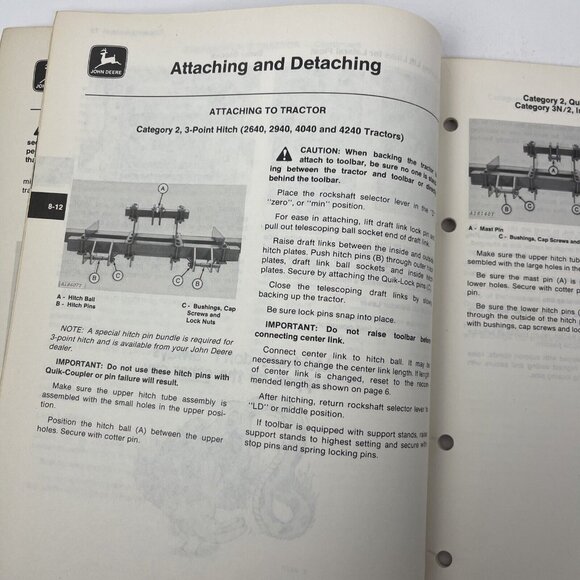 JOHN DEERE
Attaching and Detaching
ATTACHING TO TRACTOR
Category 2, 3-Point Hitch (2640, 2940, 4040 and 4240 Tractors)
8-12
A
B
C
C
B
A - Hitch Ball
B - Hitch Pins
C - Bushings, Cap
Screws and
Lock Nuts
NOTE: A special hitch pin bundle is required for
3-point hitch and is available from your John Deere
dealer.
IMPORTANT: Do not use these hitch pins with
Quik-Coupler or pin failure will result.
Make sure the upper hitch tube assembly is
assembled with the small holes in the upper posi-
tion.
Position the hitch ball (A) between the upper
holes. Secure with cotter pin.
CAUTION: When backing the tractor to
attach to toolbar, be sure no one is stand-
ing between the tractor and toolbar or directly
behind the toolbar.
Place the rockshaft selector lever in the
"zero", or "min" position.
For ease in attaching, lift draft link lock pin and
pull out telescoping ball socket end of draft link.
Raise draft links between the inside and outside
hitch plates. Push hitch pins (B) through outer hitch
plates, draft link ball sockets and inside hitch
plates. Secure by attaching the Quik-Lock pins (C).
Close the telescoping draft links by slowly
backing up the tractor.
Be sure lock pins snap into place.
IMPORTANT: Do not raise toolbar before
connecting center link.
Connect center link to hitch ball. It may be
necessary to change the center link length. If length
of center link is changed, reset to the recom-
mended length as shown on page 6.
After hitching, return rockshaft selector lever to
"LD" or middle position.
If toolbar is equipped with support stands, raise
support stands to highest setting and secure with
stop pins and spring locking pins.
Category 2,
Category 3N/2,
A
B
C
A - Mast Pin
C - Bushings, Cap Screws
Make sure the upper hitch tube
sembled with the large holes in the
Be sure the mast pin (A) is
lower holes. Secure with cotter
Be sure the lower hitch pins
through the outside of the hitch
with bushings, cap screws and